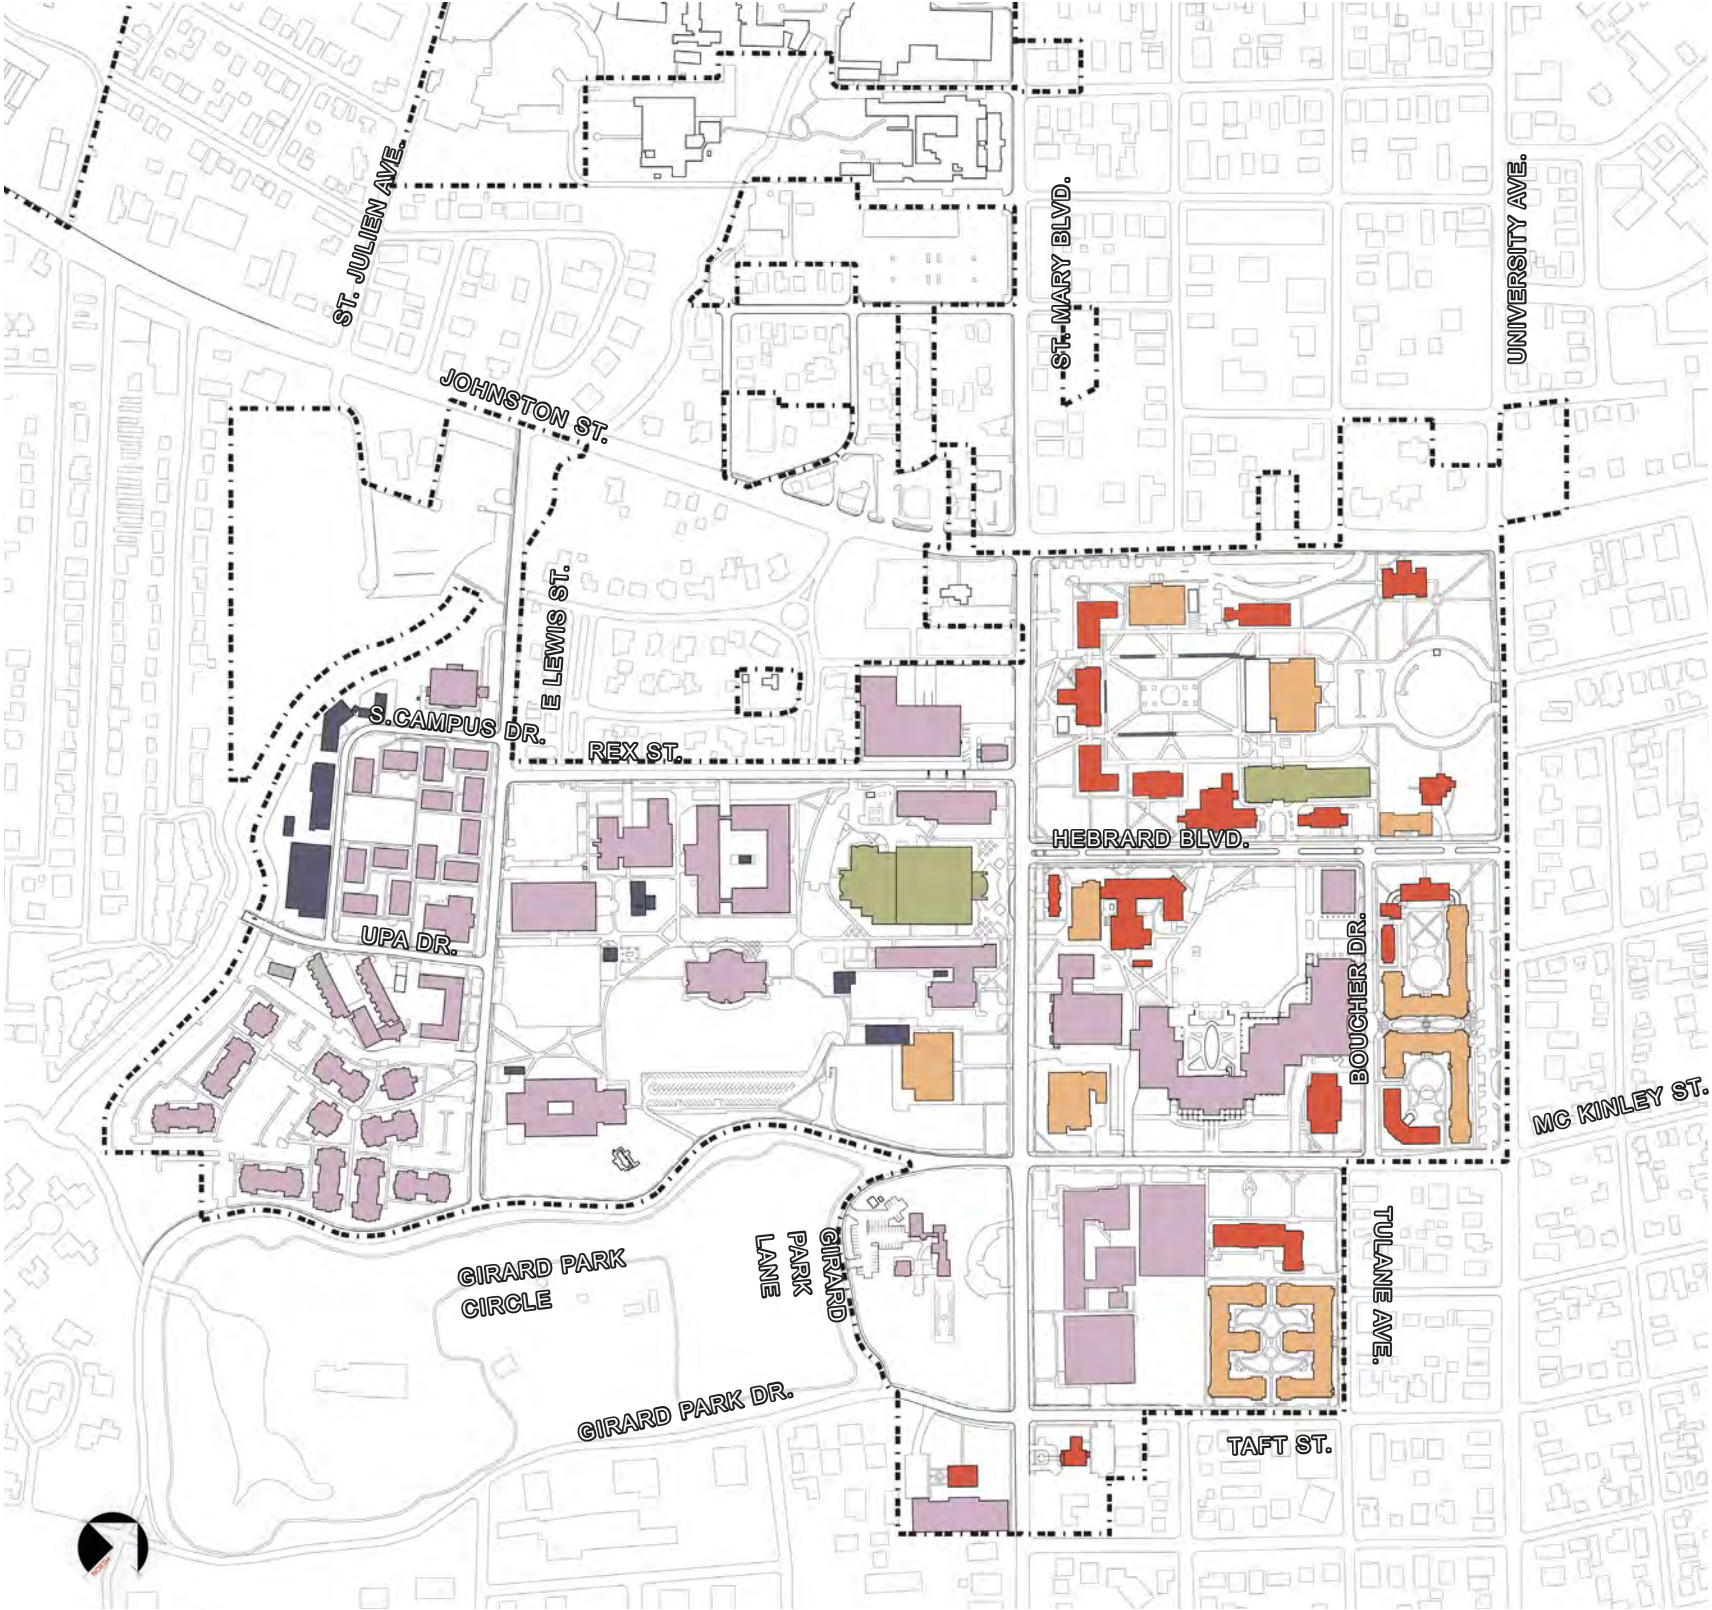 ST. JULIEN AVE.
ST. MARY BLVD.
UNIVERSITY AVE.
JOHNSTON ST.
E LEWIS ST.
S.CAMPUS DR.
REX ST.
HEBRARD BLVD.
UPA DR.
BOUCHER DR.
MC KINLEY ST.
GIRARD PARK
CIRCLE
GIRARD
PARK
LANE
TULANE AVE.
GIRARD PARK DR.
TAFT ST.
NORTH